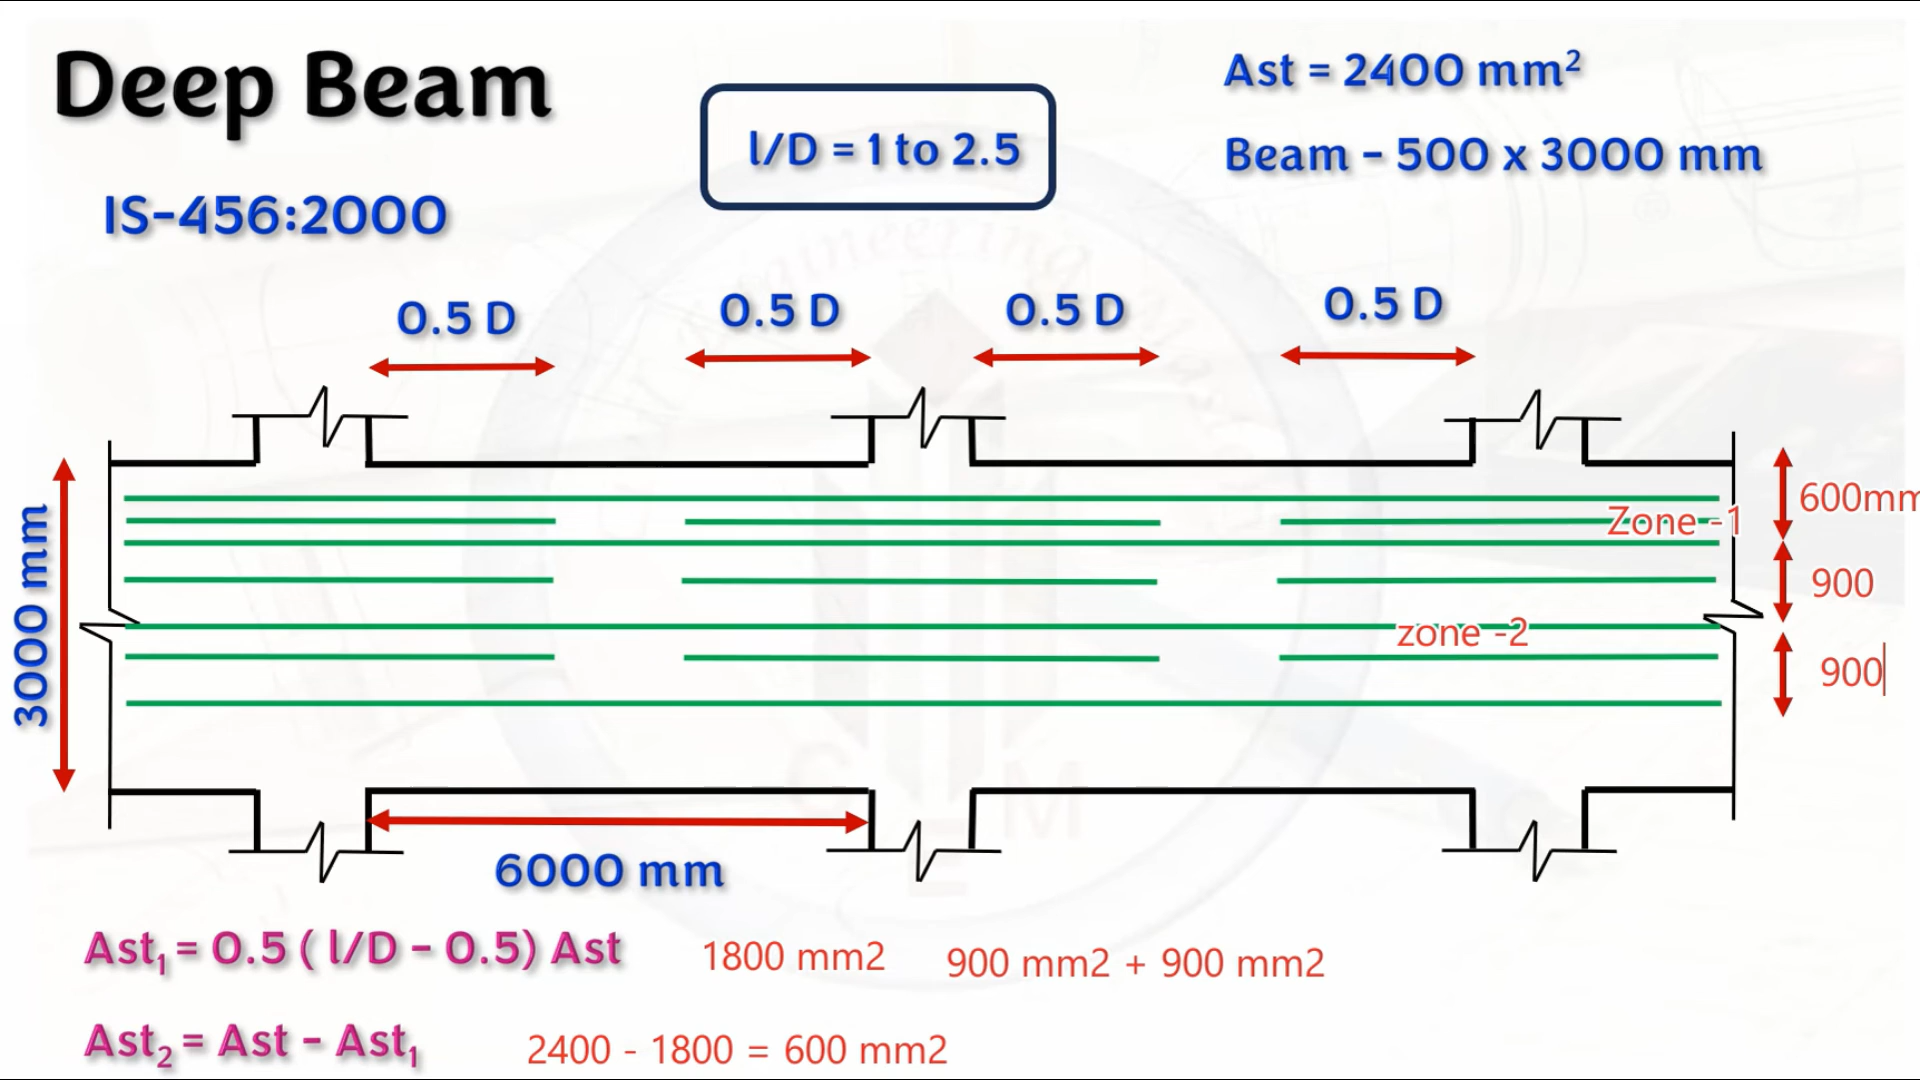 Deep Beam
IS-456:2000
l/D = 1 to 2.5
Ast = 2400 mm²
Beam - 500 x 3000 mm
0.5 D
0.5 D
0.5 D
0.5 D
3000 mm
600mm
Zone -1
900
zone -2
900
6000 mm
Ast₁ = 0.5 ( l/D - 0.5) Ast
1800 mm2
900 mm2 + 900 mm2
Ast₂ = Ast - Ast₁
2400 - 1800 = 600 mm2